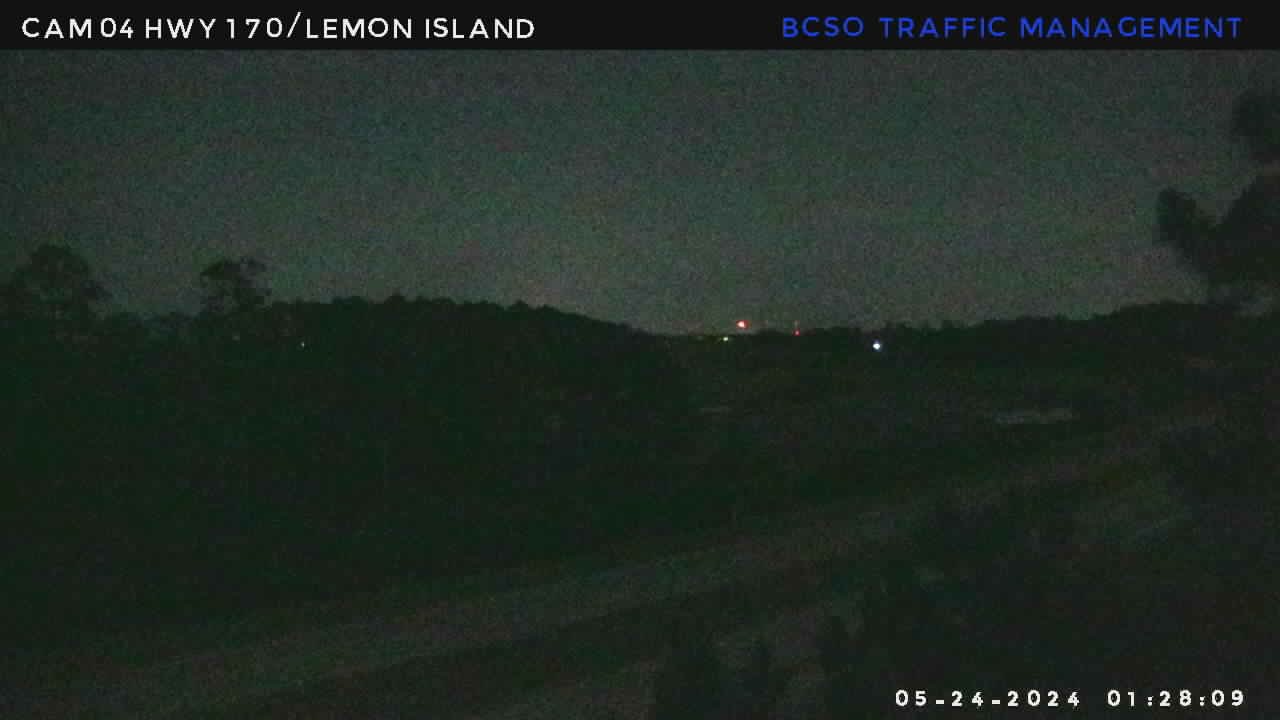 CAM04 HWY 170/LEMON ISLAND
BCSO TRAFFIC MANAGEMENT
05-24-2024 01:28:09